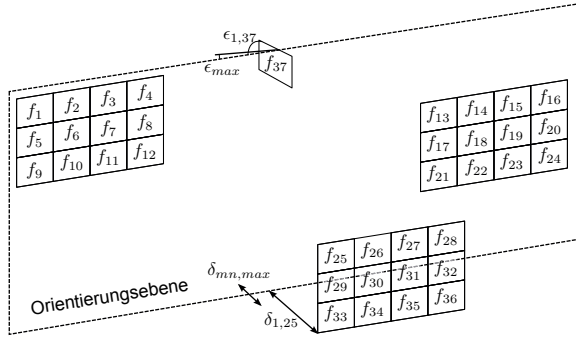 ϵ₁,₃₇
ϵₘₐₓ
f₃₇
f₁ f₂ f₃ f₄
f₅ f₆ f₇ f₈
f₉ f₁₀ f₁₁ f₁₂
f₁₃ f₁₄ f₁₅ f₁₆
f₁₇ f₁₈ f₁₉ f₂₀
f₂₁ f₂₂ f₂₃ f₂₄
f₂₅ f₂₆ f₂₇ f₂₈
f₂₉ f₃₀ f₃₁ f₃₂
f₃₃ f₃₄ f₃₅ f₃₆
δₘₙ,ₘₐₓ
δ₁,₂₅
Orientierungsebene